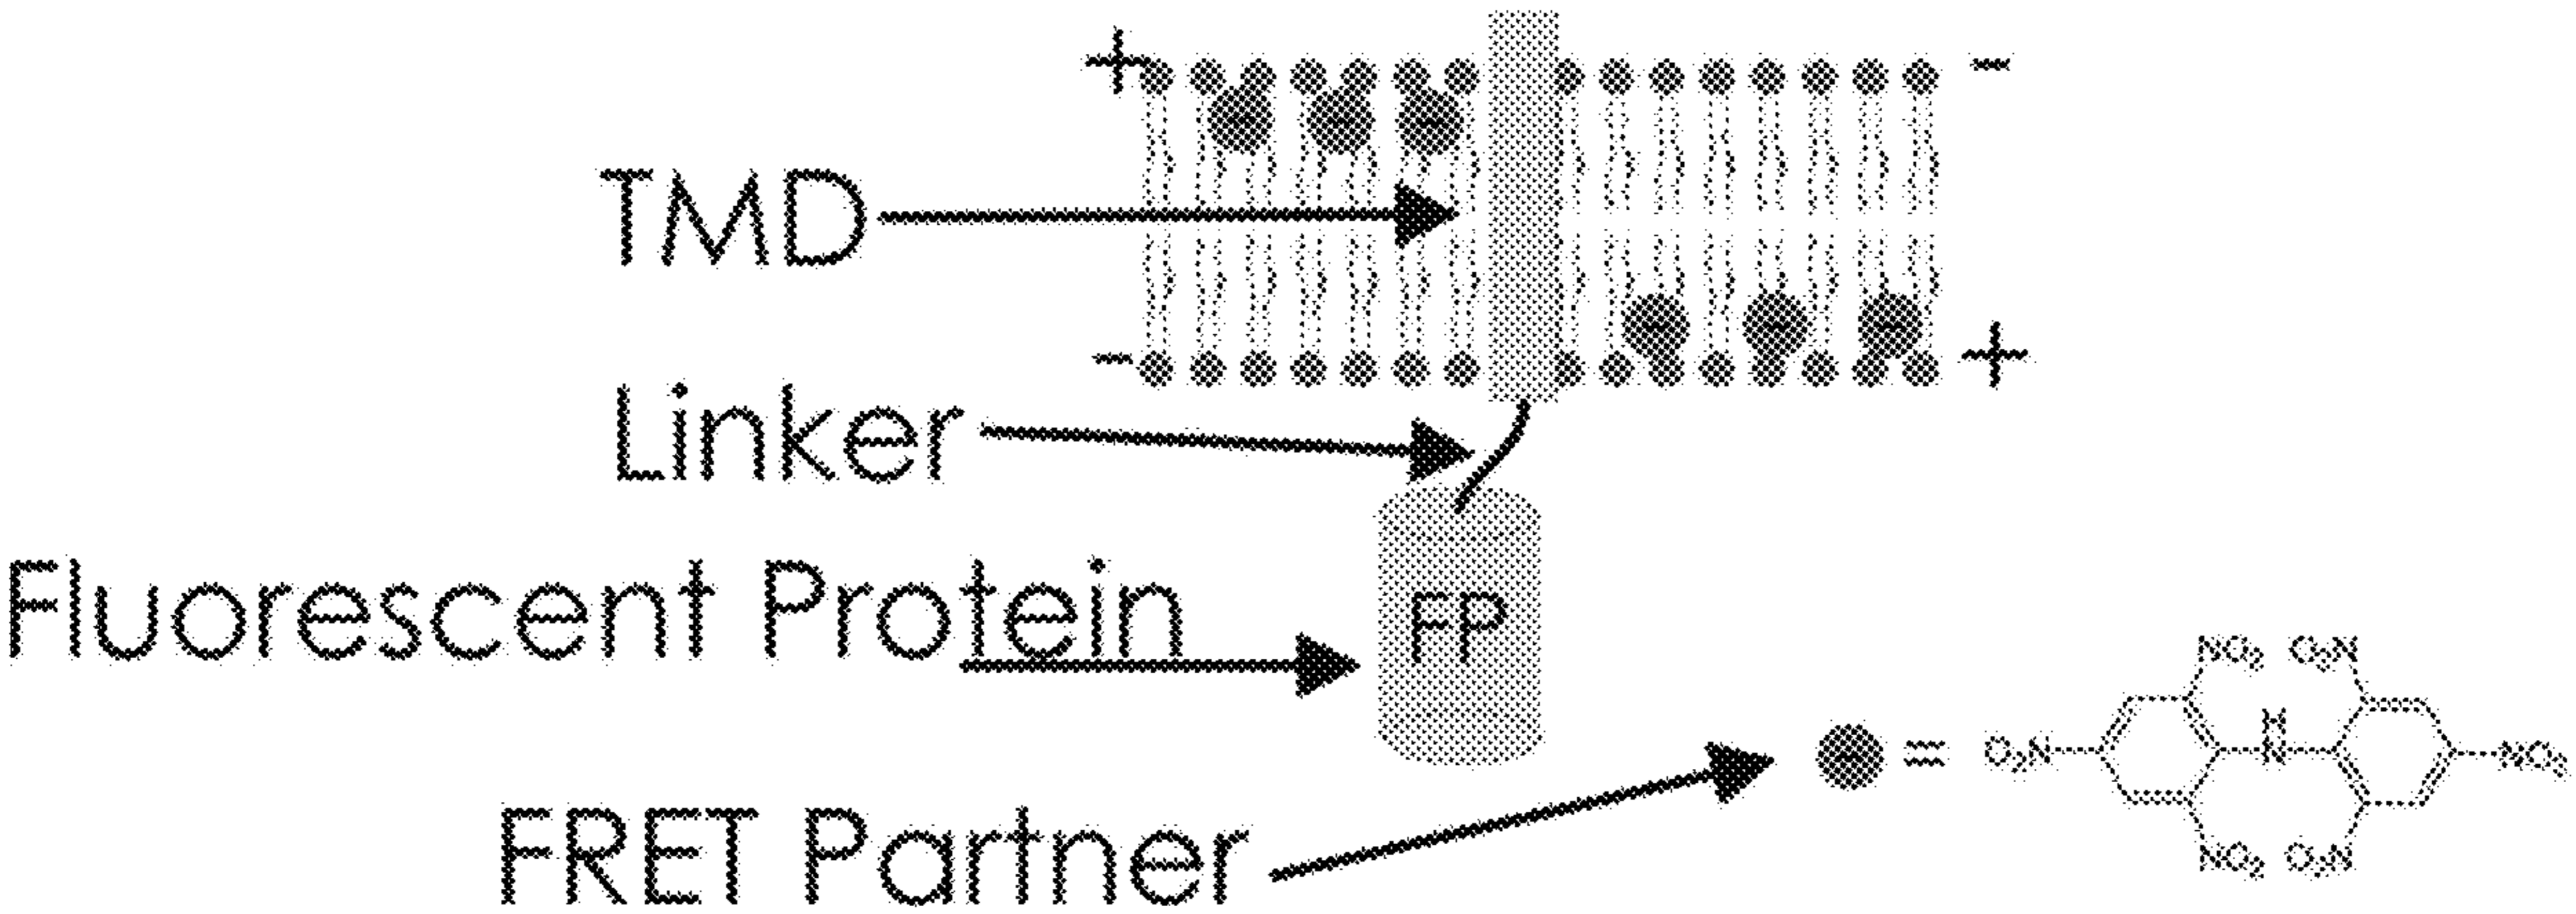 + -
TMD
- +
Linker
Fluorescent Protein
FP
NO₂ O₂N
H
= O₂N N NO₂
FRET Partner
NO₂ O₂N